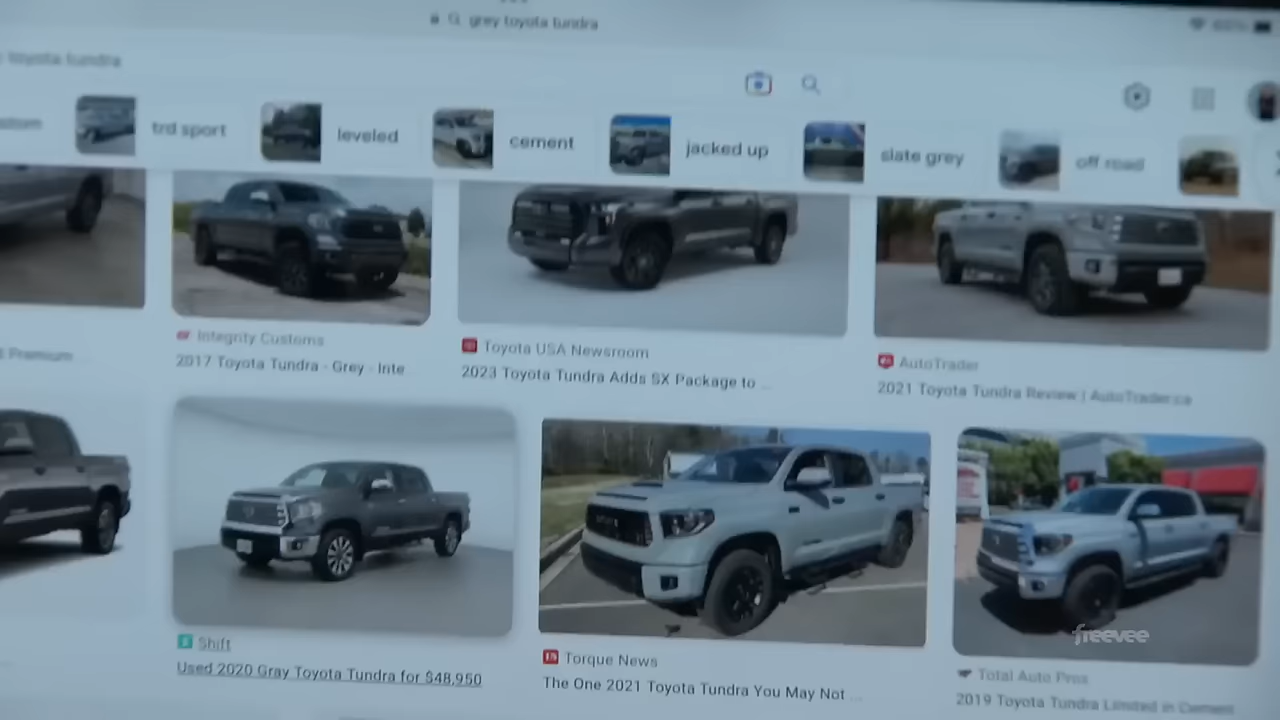 grey toyota tundra
toyota tundra
trd sport
leveled
cement
jacked up
slate grey
off road
Integrity Customs
2017 Toyota Tundra - Grey - Inte
Toyota USA Newsroom
2023 Toyota Tundra Adds SX Package to ...
AutoTrader
2021 Toyota Tundra Review | AutoTrader.ca
Premium
Shift
Used 2020 Gray Toyota Tundra for $48,950
Torque News
The One 2021 Toyota Tundra You May Not ...
Total Auto Pros
2019 Toyota Tundra Limited in Cement
freevee